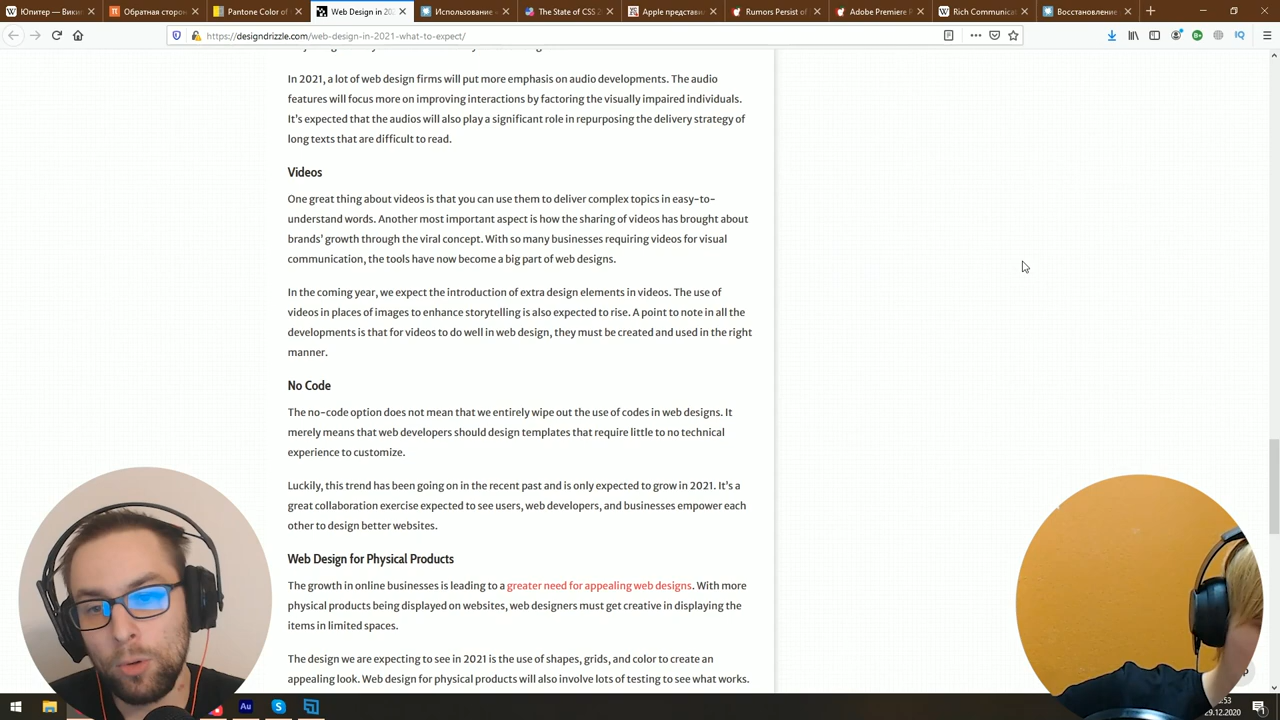 Юпитер — Вики
Обратная сторон
Pantone Color of
Web Design in 202
Использование
The State of CSS 2
Apple представи
Rumors Persist of
Adobe Premiere P
Rich Communicat
Восстановление
https://designdrizzle.com/web-design-in-2021-what-to-expect/
In 2021, a lot of web design firms will put more emphasis on audio developments. The audio
features will focus more on improving interactions by factoring the visually impaired individuals.
It's expected that the audios will also play a significant role in repurposing the delivery strategy of
long texts that are difficult to read.
Videos
One great thing about videos is that you can use them to deliver complex topics in easy-to-
understand words. Another most important aspect is how the sharing of videos has brought about
brands' growth through the viral concept. With so many businesses requiring videos for visual
communication, the tools have now become a big part of web designs.
In the coming year, we expect the introduction of extra design elements in videos. The use of
videos in places of images to enhance storytelling is also expected to rise. A point to note in all the
developments is that for videos to do well in web design, they must be created and used in the right
manner.
No Code
The no-code option does not mean that we entirely wipe out the use of codes in web designs. It
merely means that web developers should design templates that require little to no technical
experience to customize.
Luckily, this trend has been going on in the recent past and is only expected to grow in 2021. It's a
great collaboration exercise expected to see users, web developers, and businesses empower each
other to design better websites.
Web Design for Physical Products
The growth in online businesses is leading to a greater need for appealing web designs. With more
physical products being displayed on websites, web designers must get creative in displaying the
items in limited spaces.
The design we are expecting to see in 2021 is the use of shapes, grids, and color to create an
appealing look. Web design for physical products will also involve lots of testing to see what works.
Au
:53
29.12.2020